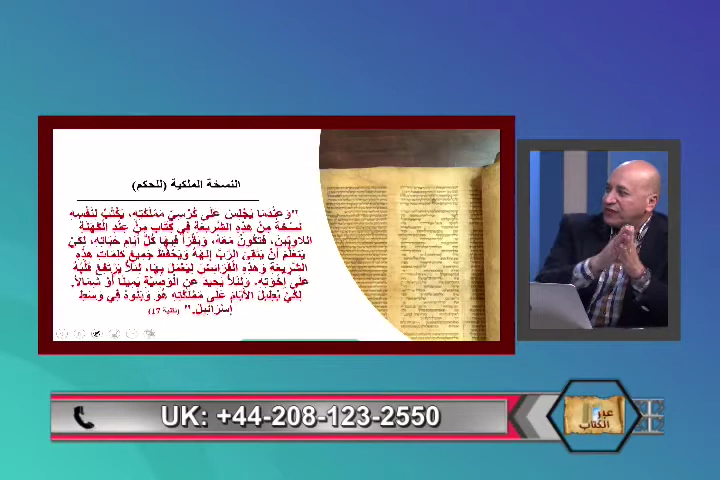 النسخة الملكية (للحكم)
"وَعِنْدَمَا يَجْلِسُ عَلَى كُرْسِيِّ مَمْلَكَتِهِ، يَكْتُبُ لِنَفْسِهِ
نُسْخَةً مِنْ هذِهِ الشَّرِيعَةِ فِي كِتَابٍ مِنْ عِنْدِ الْكَهَنَةِ
اللاَّوِيِّينَ، فَتَكُونُ مَعَهُ، وَيَقْرَأُ فِيهَا كُلَّ أَيَّامِ حَيَاتِهِ، لِكَيْ
يَتَعَلَّمَ أَنْ يَتَّقِيَ الرَّبَّ إِلهَهُ وَيَحْفَظَ جَمِيعَ كَلِمَاتِ هذِهِ
الشَّرِيعَةِ وَهذِهِ الْفَرَائِضَ لِيَعْمَلَ بِهَا، لِئَلاَّ يَرْتَفِعَ قَلْبُهُ
عَلَى إِخْوَتِهِ، وَلِئَلاَّ يَحِيدَ عَنِ الْوَصِيَّةِ يَمِينًا أَوْ شِمَالاً.
لِكَيْ يُطِيلَ الأَيَّامَ عَلَى مَمْلَكَتِهِ هُوَ وَبَنُوهُ فِي وَسَطِ
إِسْرَائِيلَ." (تثنية 17)
UK: +44-208-123-2550
عبر
الكتاب